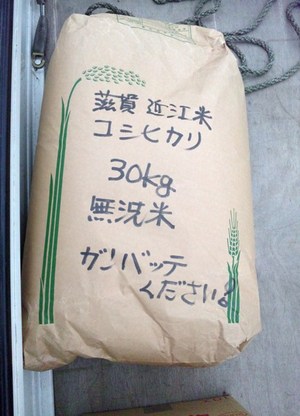 滋賀 近江米
コシヒカリ
30kg
無洗米
ガンバッテ
ください!